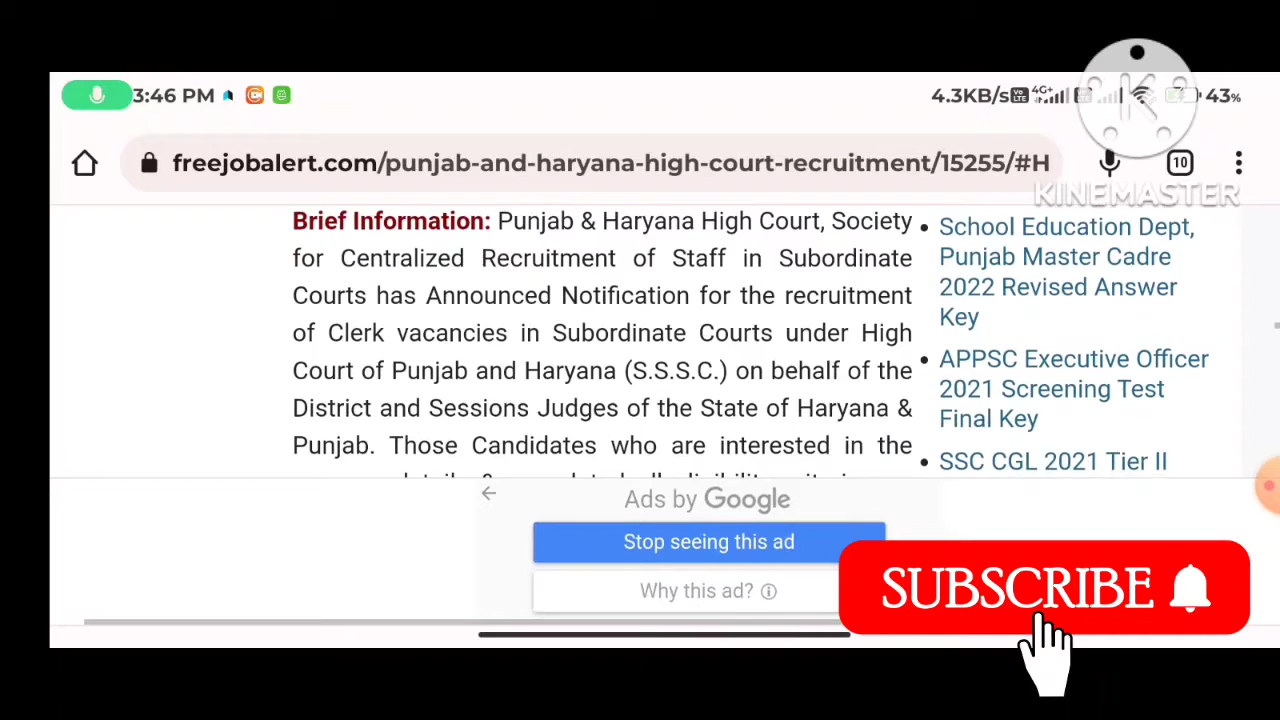 3:46 PM
4.3KB/s
Vo LTE
4G+
43%
freejobalert.com/punjab-and-haryana-high-court-recruitment/15255/#H
10
KINEMASTER
Brief Information: Punjab & Haryana High Court, Society
for Centralized Recruitment of Staff in Subordinate
Courts has Announced Notification for the recruitment
of Clerk vacancies in Subordinate Courts under High
Court of Punjab and Haryana (S.S.S.C.) on behalf of the
District and Sessions Judges of the State of Haryana &
Punjab. Those Candidates who are interested in the
School Education Dept,
Punjab Master Cadre
2022 Revised Answer
Key
APPSC Executive Officer
2021 Screening Test
Final Key
SSC CGL 2021 Tier II
Ads by Google
Stop seeing this ad
Why this ad?
SUBSCRIBE